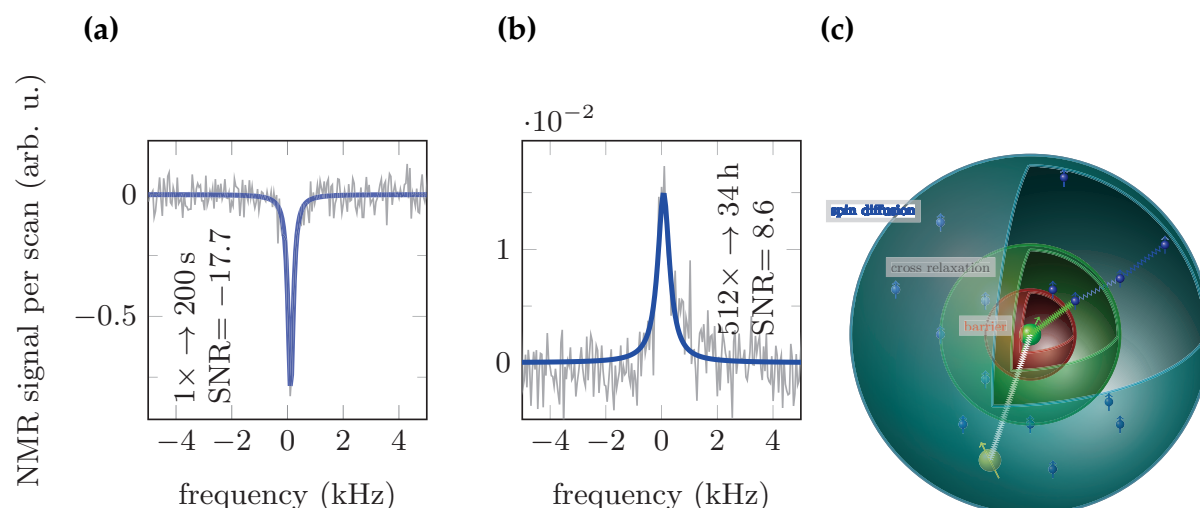 (a)
(b)
(c)
NMR signal per scan (arb. u.)
0
−0.5
1× → 200 s
SNR= −17.7
−4
−2
0
2
4
frequency (kHz)
·10−2
1
0
512× → 34 h
SNR= 8.6
−4
−2
0
2
4
frequency (kHz)
spin diffusion
cross relaxation
barrier